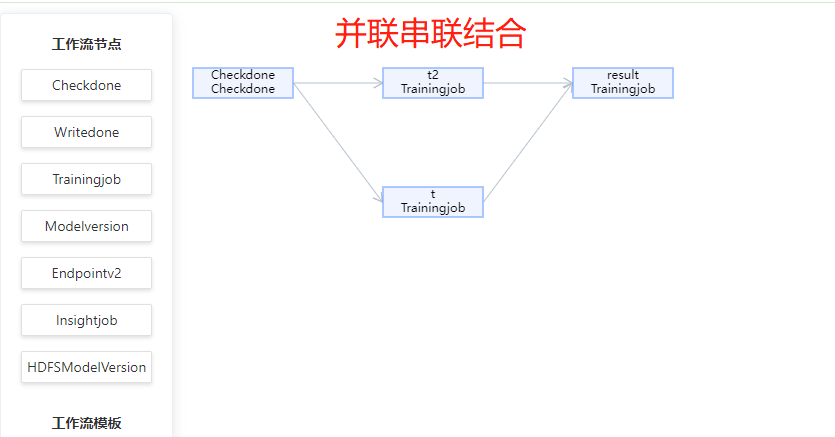 并联串联结合
工作流节点
Checkdone
Writedone
Trainingjob
Modelversion
Endpointv2
Insightjob
HDFSModelVersion
工作流模板
Checkdone
Checkdone
t2
Trainingjob
result
Trainingjob
t
Trainingjob